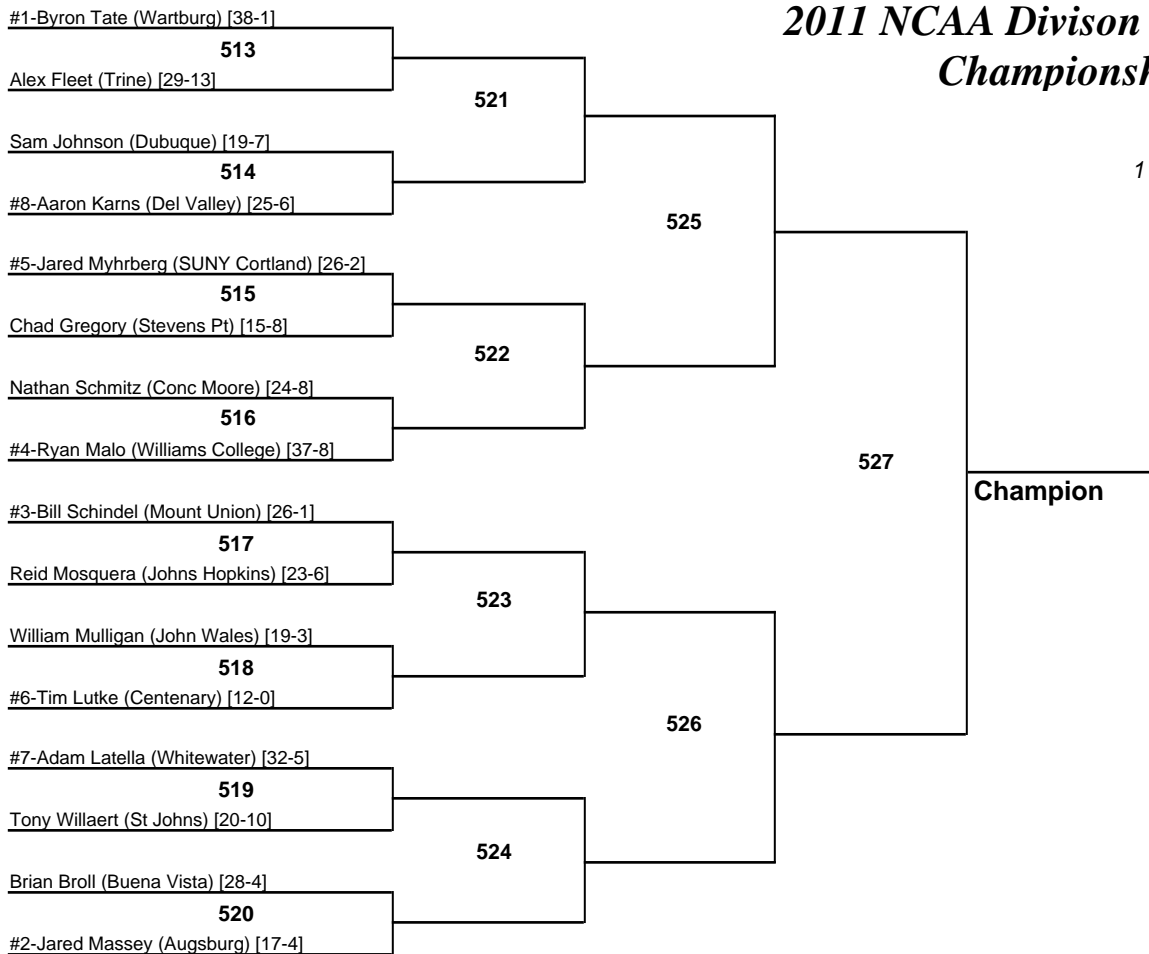 2011 NCAA Divison
Championsh
1
#1-Byron Tate (Wartburg) [38-1]
513
Alex Fleet (Trine) [29-13]
521
Sam Johnson (Dubuque) [19-7]
514
#8-Aaron Karns (Del Valley) [25-6]
525
#5-Jared Myhrberg (SUNY Cortland) [26-2]
515
Chad Gregory (Stevens Pt) [15-8]
522
Nathan Schmitz (Conc Moore) [24-8]
516
#4-Ryan Malo (Williams College) [37-8]
527
Champion
#3-Bill Schindel (Mount Union) [26-1]
517
Reid Mosquera (Johns Hopkins) [23-6]
523
William Mulligan (John Wales) [19-3]
518
#6-Tim Lutke (Centenary) [12-0]
526
#7-Adam Latella (Whitewater) [32-5]
519
Tony Willaert (St Johns) [20-10]
524
Brian Broll (Buena Vista) [28-4]
520
#2-Jared Massey (Augsburg) [17-4]